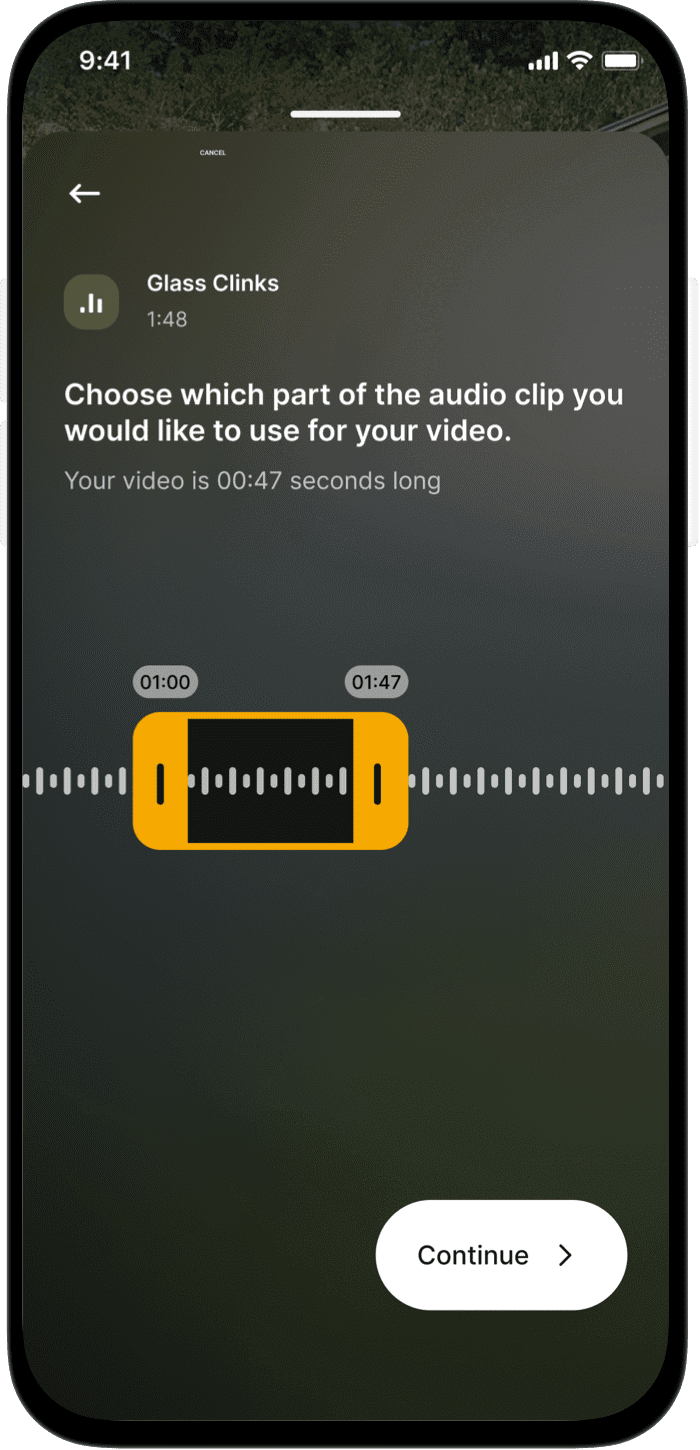 9:41
CANCEL
Glass Clinks
1:48
Choose which part of the audio clip you
would like to use for your video.
Your video is 00:47 seconds long
01:00
01:47
Continue